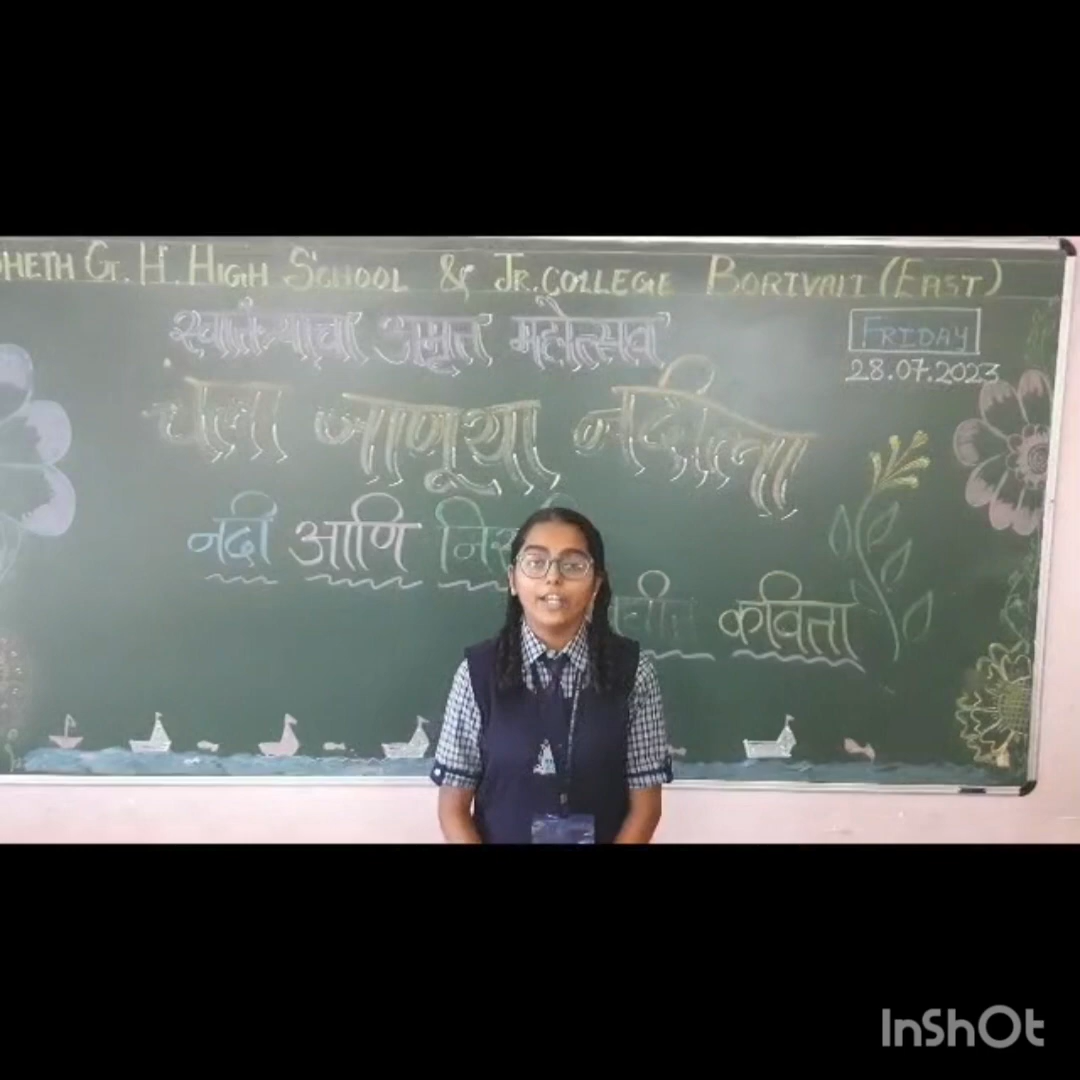 SHETH G. H. HIGH SCHOOL & JR. COLLEGE BORIVALI (EAST)
स्वातंत्र्याचा अमृत महोत्सव
FRIDAY
28.07.2023
चला जाणूया नदीला
नदी आणि
कविता
InShOt